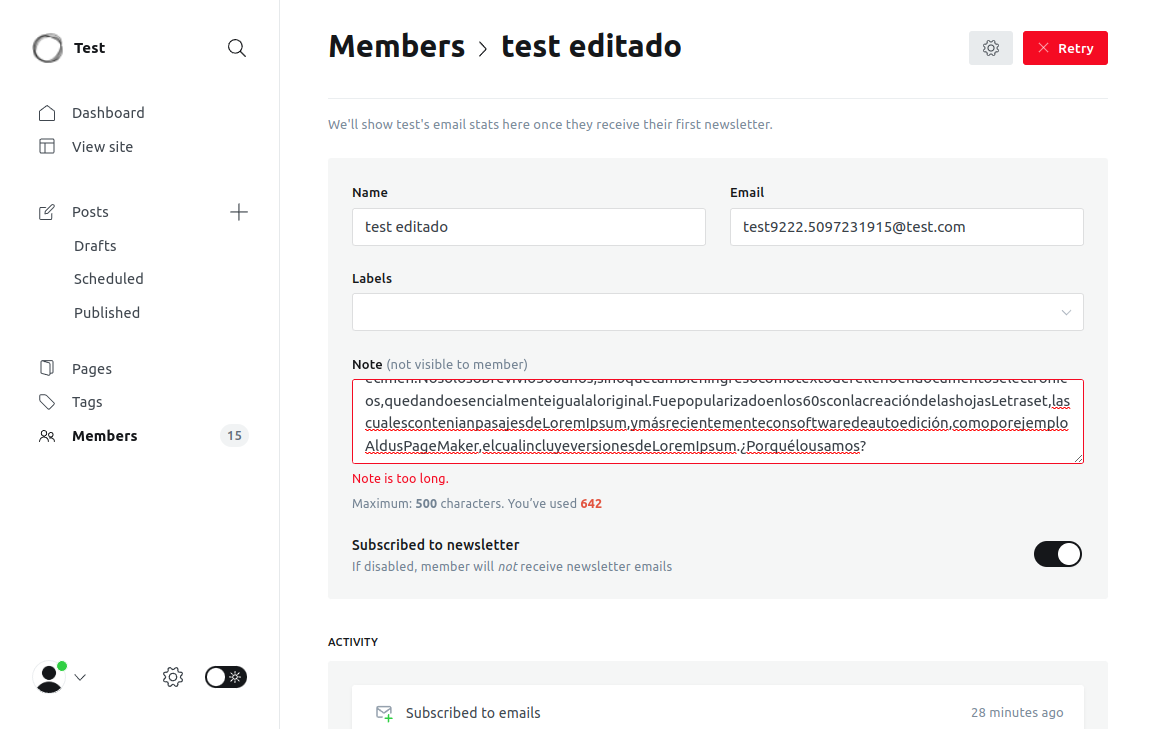 Test
Members › test editado
Retry
Dashboard
View site
We'll show test's email stats here once they receive their first newsletter.
Posts
Drafts
Scheduled
Published
Pages
Tags
Members 15
Name
Email
test editado
test9222.5097231915@test.com
Labels
Note (not visible to member)
os,quedandoesencialmenteigualaloriginal.Fuepopularizadoenlos60sconlacreacióndelashojasLetraset,las
cualescontenianpasajesdeLoremIpsum,ymásrecientementeconsoftwaredeautoedición,comoporejemplo
AldusPageMaker,elcualincluyeversionesdeLoremIpsum.¿Porquélousamos?
Note is too long.
Maximum: 500 characters. You've used 642
Subscribed to newsletter
If disabled, member will not receive newsletter emails
ACTIVITY
Subscribed to emails
28 minutes ago